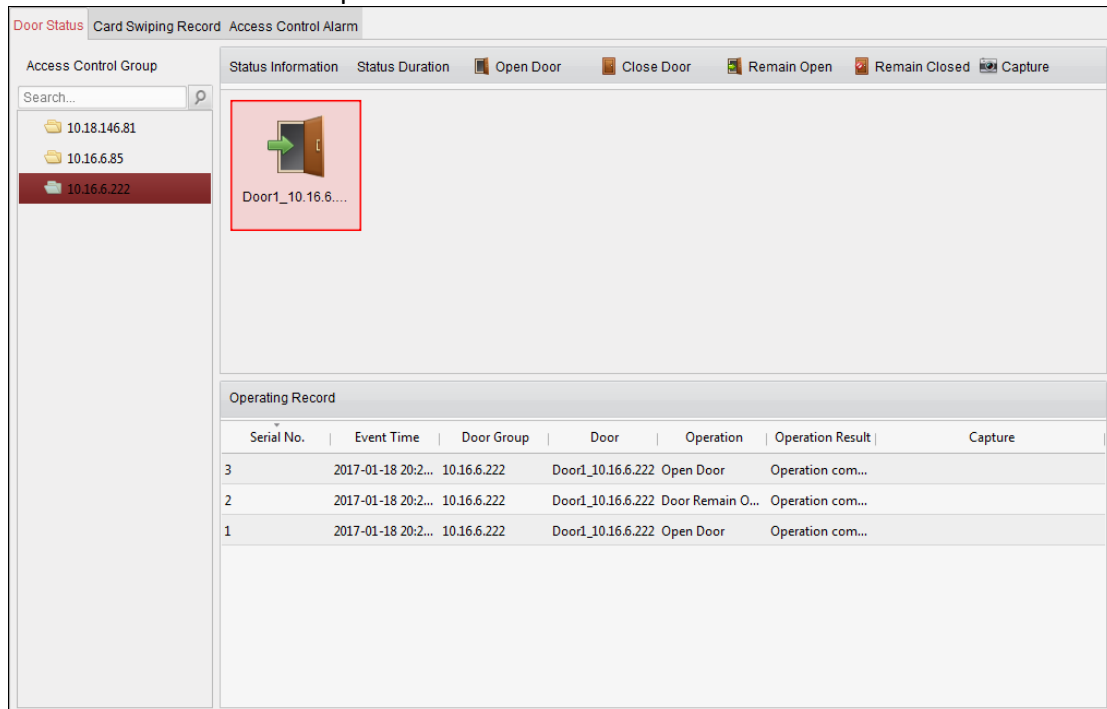 Door Status Card Swiping Record Access Control Alarm
Access Control Group
Search...
10.18.146.81
10.16.6.85
10.16.6.222
Status Information Status Duration Open Door Close Door Remain Open Remain Closed Capture
Door1_10.16.6....
Operating Record
Serial No. Event Time Door Group Door Operation Operation Result Capture
3 2017-01-18 20:2... 10.16.6.222 Door1_10.16.6.222 Open Door Operation com...
2 2017-01-18 20:2... 10.16.6.222 Door1_10.16.6.222 Door Remain O... Operation com...
1 2017-01-18 20:2... 10.16.6.222 Door1_10.16.6.222 Open Door Operation com...